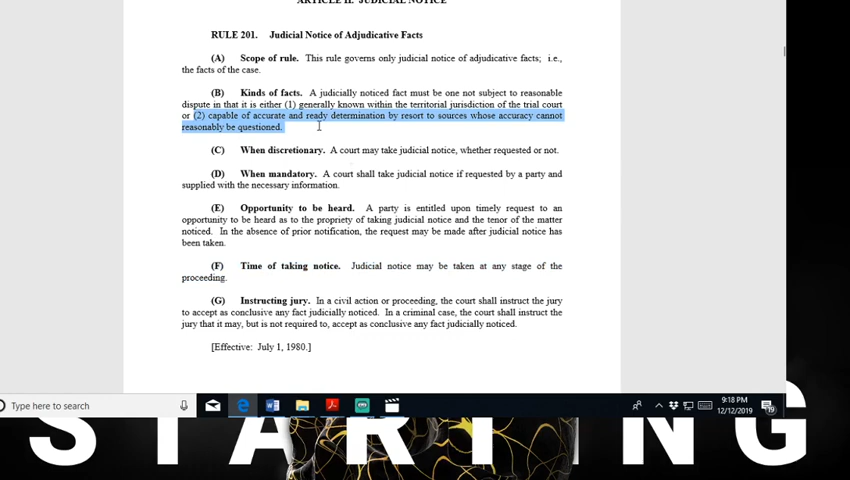 ARTICLE II. JUDICIAL NOTICE
RULE 201. Judicial Notice of Adjudicative Facts
(A) Scope of rule. This rule governs only judicial notice of adjudicative facts; i.e.,
the facts of the case.
(B) Kinds of facts. A judicially noticed fact must be one not subject to reasonable
dispute in that it is either (1) generally known within the territorial jurisdiction of the trial court
or (2) capable of accurate and ready determination by resort to sources whose accuracy cannot
reasonably be questioned.
(C) When discretionary. A court may take judicial notice, whether requested or not.
(D) When mandatory. A court shall take judicial notice if requested by a party and
supplied with the necessary information.
(E) Opportunity to be heard. A party is entitled upon timely request to an
opportunity to be heard as to the propriety of taking judicial notice and the tenor of the matter
noticed. In the absence of prior notification, the request may be made after judicial notice has
been taken.
(F) Time of taking notice. Judicial notice may be taken at any stage of the
proceeding.
(G) Instructing jury. In a civil action or proceeding, the court shall instruct the jury
to accept as conclusive any fact judicially noticed. In a criminal case, the court shall instruct the
jury that it may, but is not required to, accept as conclusive any fact judicially noticed.
[Effective: July 1, 1980.]
Type here to search
9:18 PM
12/12/2019
19
STARTING